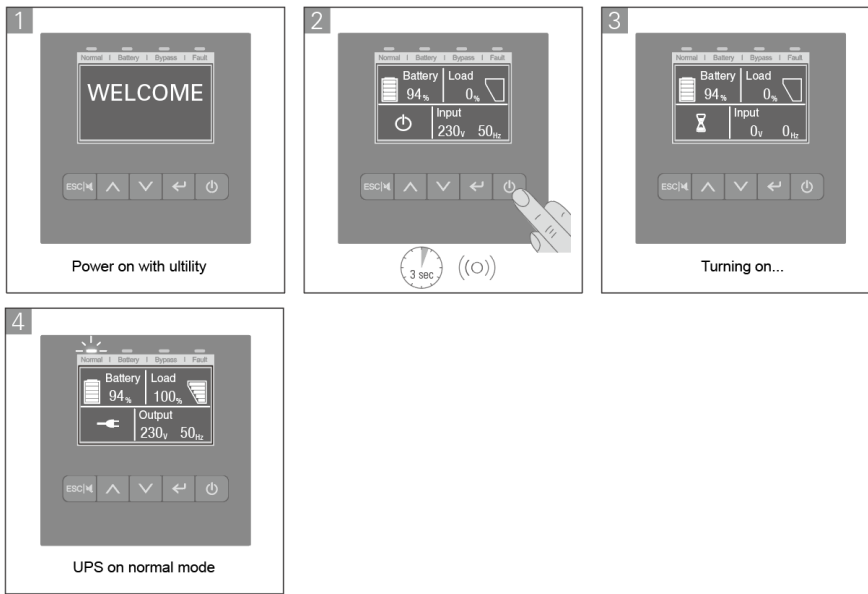 1
Normal I Battery I Bypass I Fault
WELCOME
ESC
Power on with ultility
2
Normal I Battery I Bypass I Fault
Battery Load
94% 0%
Input
230V 50Hz
ESC
3 sec
3
Normal I Battery I Bypass I Fault
Battery Load
94% 0%
Input
0V 0Hz
ESC
Turning on...
4
Normal I Battery I Bypass I Fault
Battery Load
94% 100%
Output
230V 50Hz
ESC
UPS on normal mode